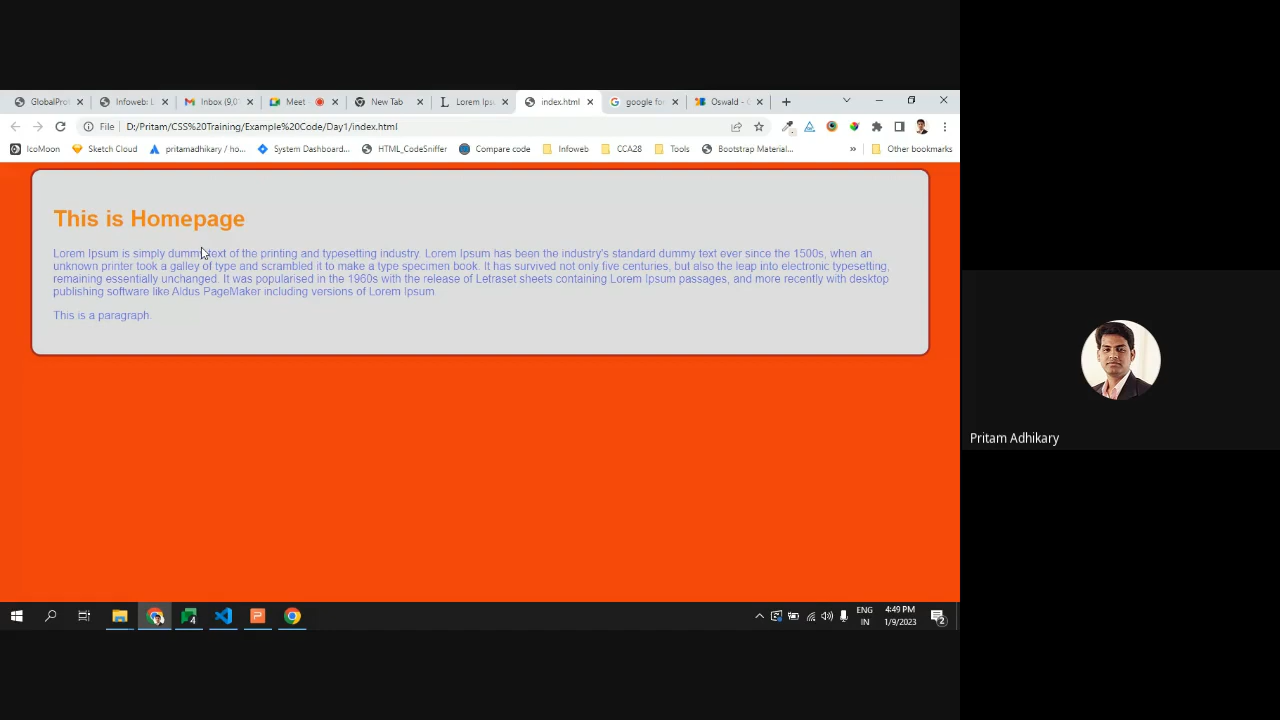 GlobalPro
Infoweb: L
Inbox (9,0
Meet
New Tab
Lorem Ips
index.html
google fo
Oswald - G
File D:/Pritam/CSS%20Training/Example%20Code/Day1/index.html
IcoMoon
Sketch Cloud
pritamadhikary / ho...
System Dashboard...
HTML_CodeSniffer
Compare code
Infoweb
CCA28
Tools
Bootstrap Material...
»
Other bookmarks
This is Homepage
Lorem Ipsum is simply dummy text of the printing and typesetting industry. Lorem Ipsum has been the industry's standard dummy text ever since the 1500s, when an
unknown printer took a galley of type and scrambled it to make a type specimen book. It has survived not only five centuries, but also the leap into electronic typesetting,
remaining essentially unchanged. It was popularised in the 1960s with the release of Letraset sheets containing Lorem Ipsum passages, and more recently with desktop
publishing software like Aldus PageMaker including versions of Lorem Ipsum
This is a paragraph.
Pritam Adhikary
4
ENG
IN
4:49 PM
1/9/2023
2